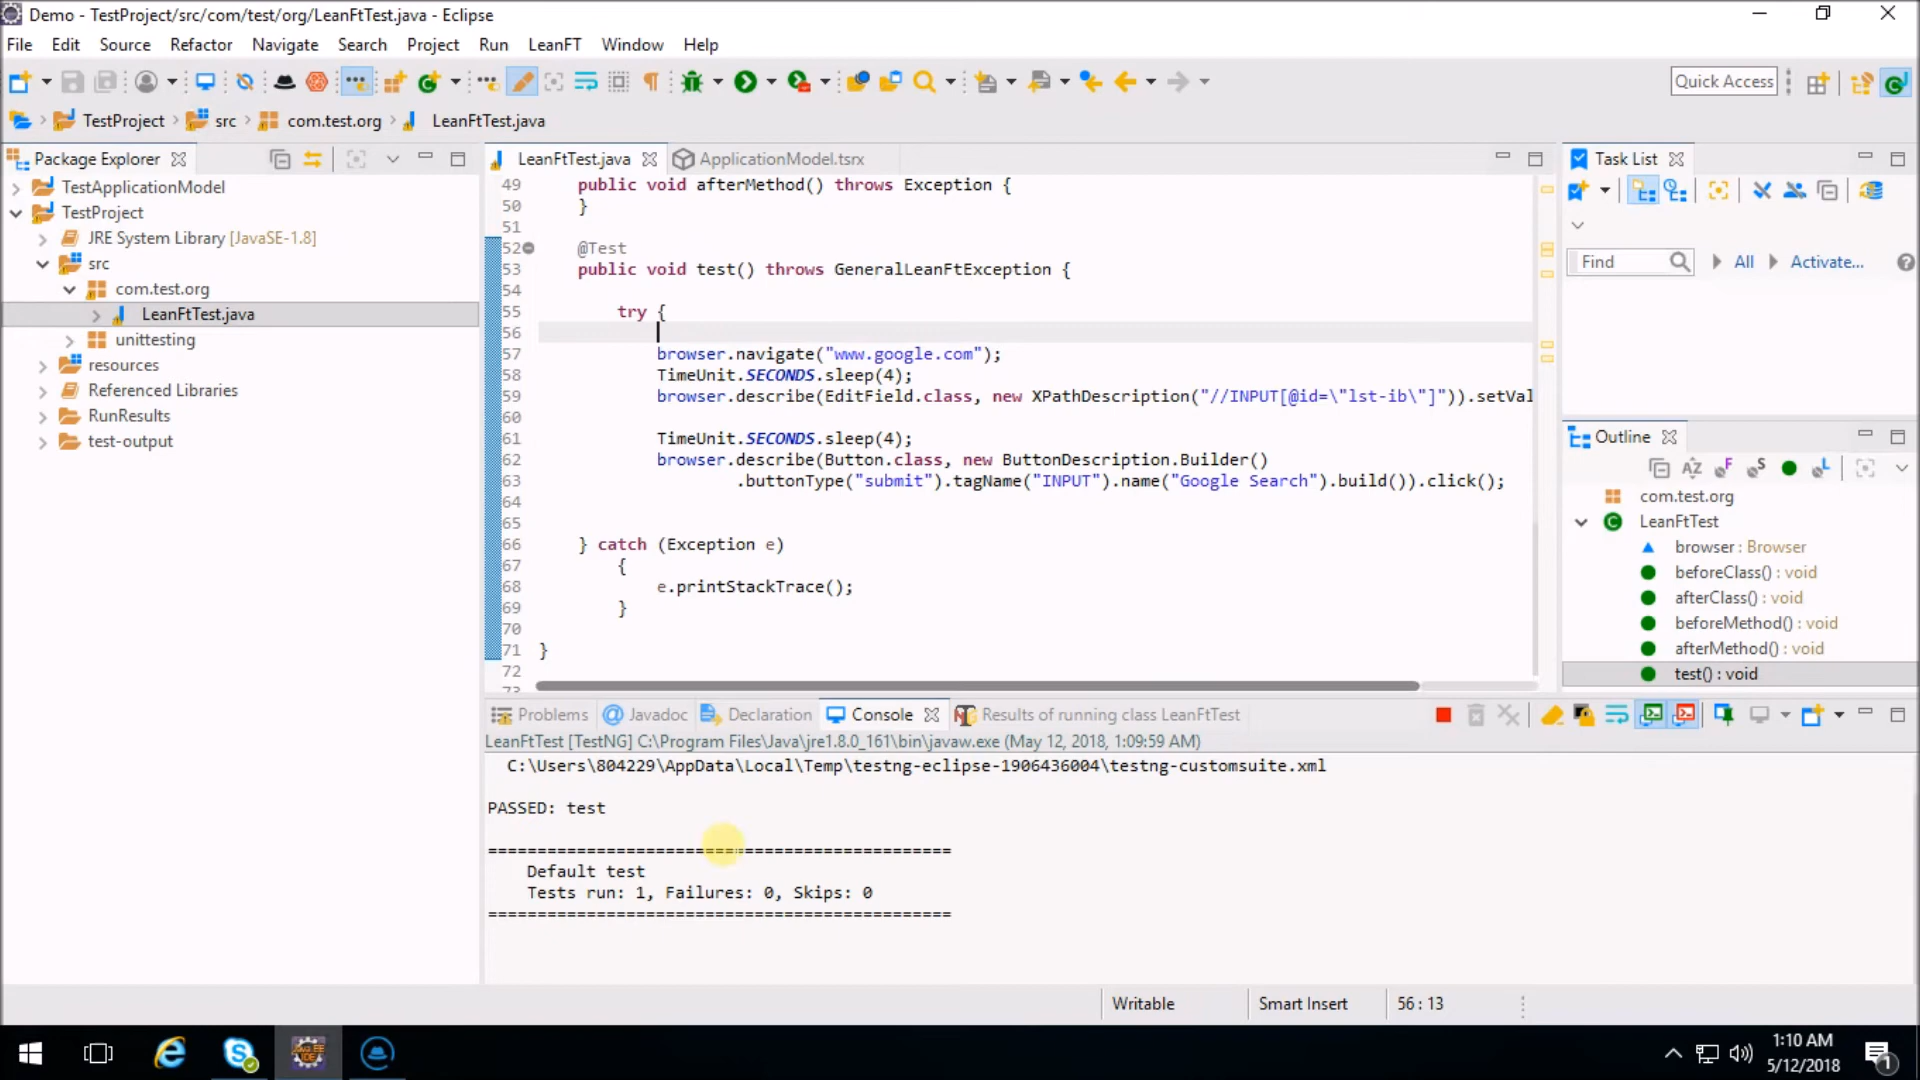 Demo - TestProject/src/com/test/org/LeanFtTest.java - Eclipse
File Edit Source Refactor Navigate Search Project Run LeanFT Window Help
Quick Access
TestProject src com.test.org LeanFtTest.java
Package Explorer
TestApplicationModel
TestProject
JRE System Library [JavaSE-1.8]
src
com.test.org
LeanFtTest.java
unittesting
resources
Referenced Libraries
RunResults
test-output
LeanFtTest.java ApplicationModel.tsrx
49 public void afterMethod() throws Exception {
50 }
51
52 @Test
53 public void test() throws GeneralLeanFtException {
54
55 try {
56
57 browser.navigate("www.google.com");
58 TimeUnit.SECONDS.sleep(4);
59 browser.describe(EditField.class, new XPathDescription("//INPUT[@id=\"lst-ib\"]")).setVal
60
61 TimeUnit.SECONDS.sleep(4);
62 browser.describe(Button.class, new ButtonDescription.Builder()
63 .buttonType("submit").tagName("INPUT").name("Google Search").build()).click();
64
65
66 } catch (Exception e)
67 {
68 e.printStackTrace();
69 }
70
71 }
72
73
Task List
Find All Activate...
Outline
com.test.org
LeanFtTest
browser : Browser
beforeClass() : void
afterClass() : void
beforeMethod() : void
afterMethod() : void
test() : void
Problems Javadoc Declaration Console Results of running class LeanFtTest
LeanFtTest [TestNG] C:\Program Files\Java\jre1.8.0_161\bin\javaw.exe (May 12, 2018, 1:09:59 AM)
C:\Users\804229\AppData\Local\Temp\testng-eclipse-1906436004\testng-customsuite.xml
PASSED: test
===============================================
Default test
Tests run: 1, Failures: 0, Skips: 0
===============================================
Writable Smart Insert 56 : 13
1:10 AM
5/12/2018
1